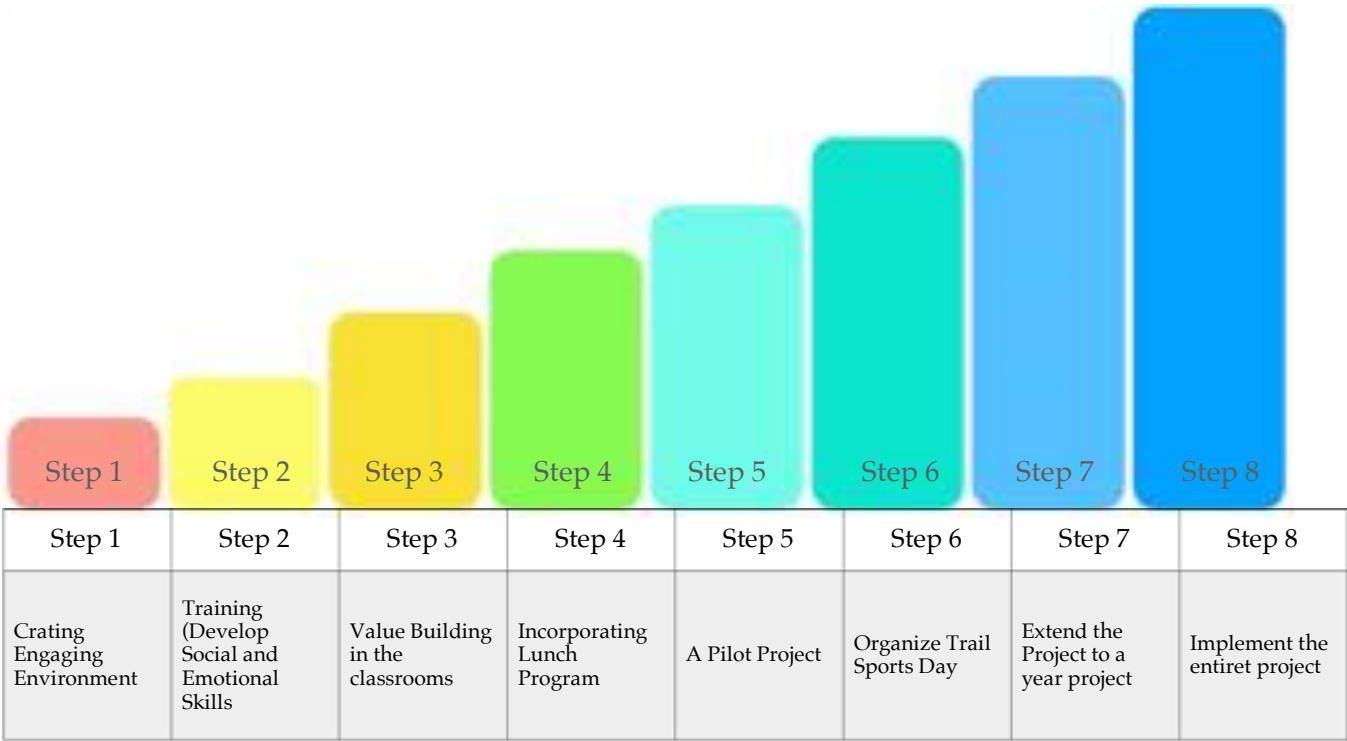 Step 1 Step 2 Step 3 Step 4 Step 5 Step 6 Step 7 Step 8
Step 1 Step 2 Step 3 Step 4 Step 5 Step 6 Step 7 Step 8
Crating
Engaging
Environment
Training
(Develop
Social and
Emotional
Skills
Value Building
in the
classrooms
Incorporating
Lunch
Program
A Pilot Project
Organize Trail
Sports Day
Extend the
Project to a
year project
Implement the
entiret project